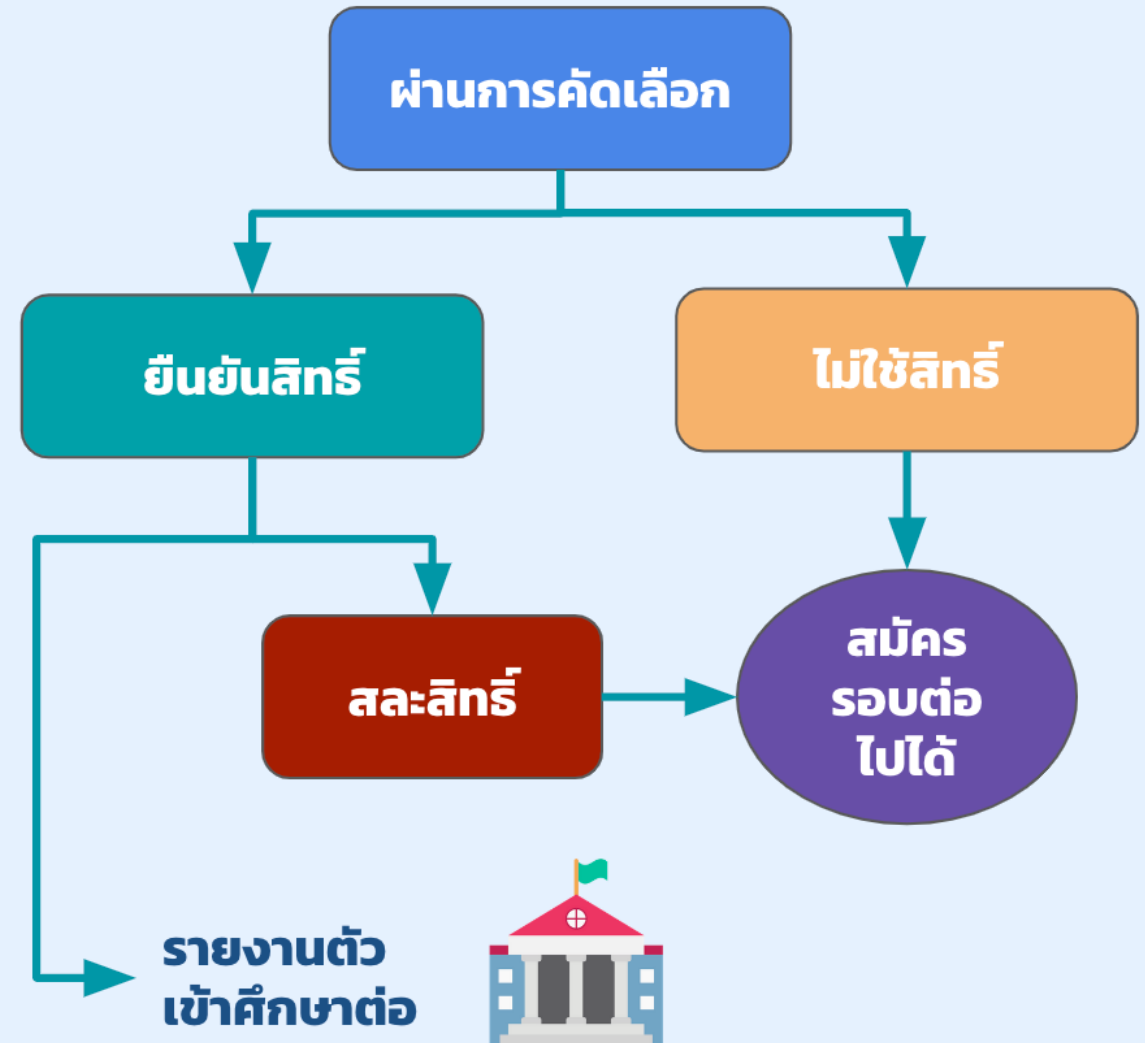 ผ่านการคัดเลือก
ยืนยันสิทธิ์
ไม่ใช้สิทธิ์
สละสิทธิ์
สมัคร
รอบต่อ
ไปได้
รายงานตัว
เข้าศึกษาต่อ